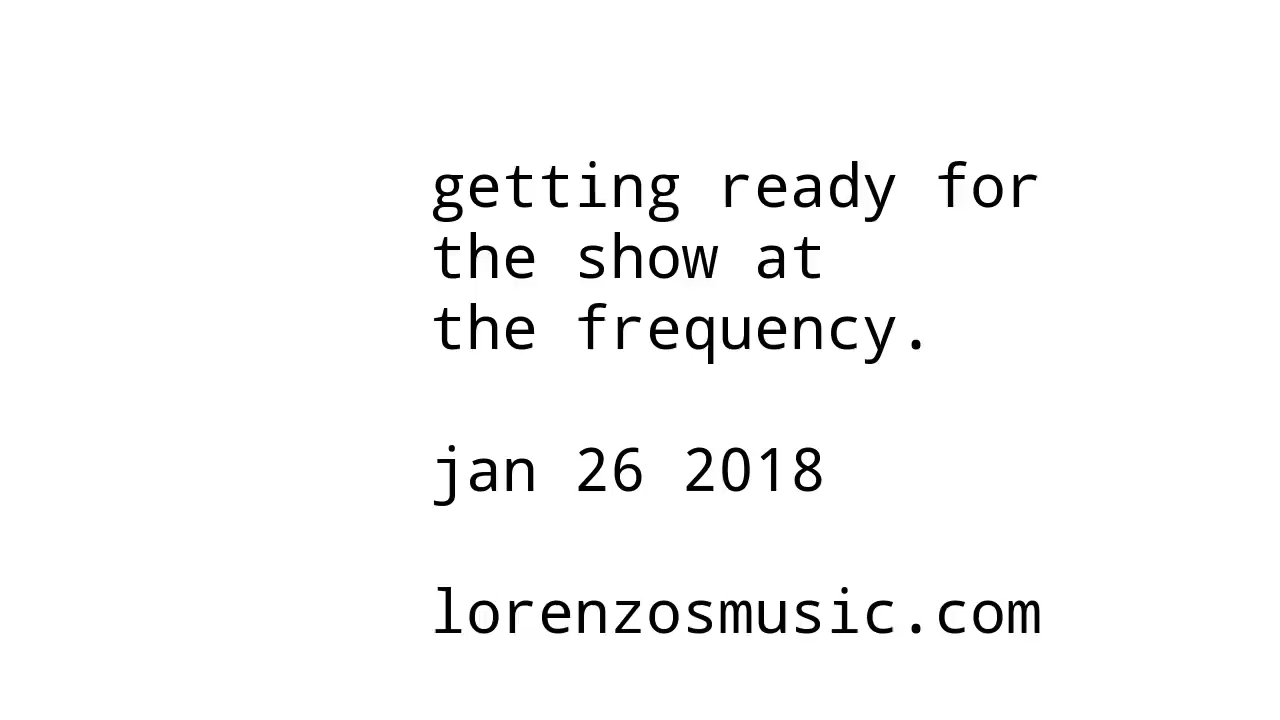 getting ready for
the show at
the frequency.
jan 26 2018
lorenzosmusic.com